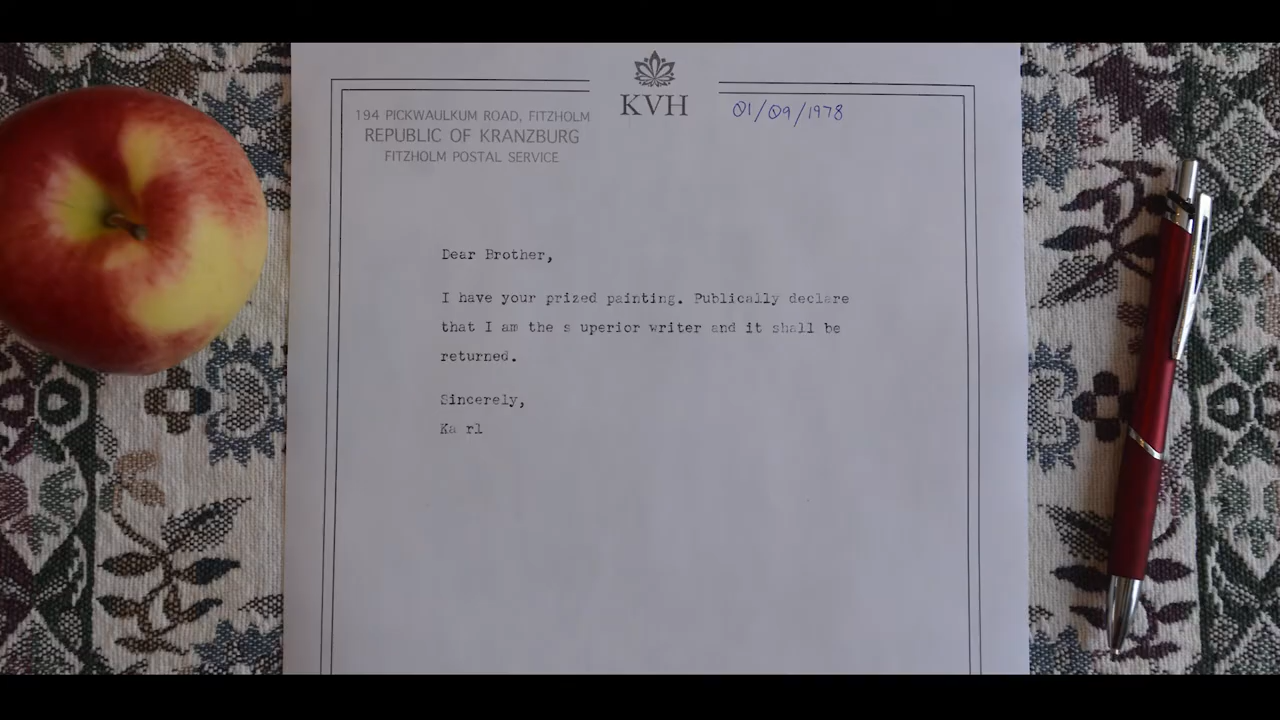 KVH
194 PICKWAULKUM ROAD, FITZHOLM
REPUBLIC OF KRANZBURG
FITZHOLM POSTAL SERVICE
01/09/1978
Dear Brother,
I have your prized painting. Publically declare
that I am the s uperior writer and it shall be
returned.
Sincerely,
Ka rl